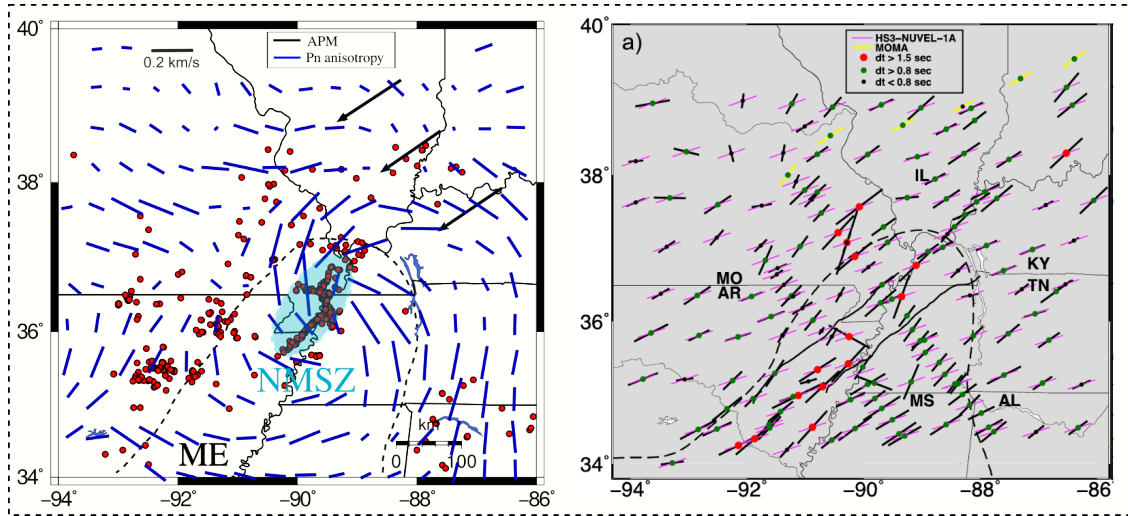 40˚
38˚
36˚
34˚
−94
−92
−90
−88
−86
0.2 km/s
APM
Pn anisotropy
NMSZ
ME
km
0
100
a)
HS3−NUVEL−1A
MOMA
dt > 1.5 sec
dt > 0.8 sec
dt < 0.8 sec
IL
MO
AR
KY
TN
MS
AL
40˚
38˚
36˚
34˚
−94
−92
−90
−88
−86